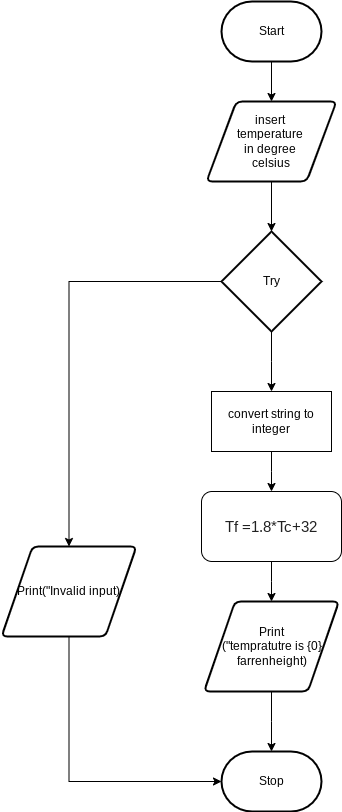 Start
insert
temperature
in degree
celsius
Try
convert string to
integer
Tf =1.8*Tc+32
Print("Invalid input)
Print
("tempratutre is {0}
farrenheight)
Stop